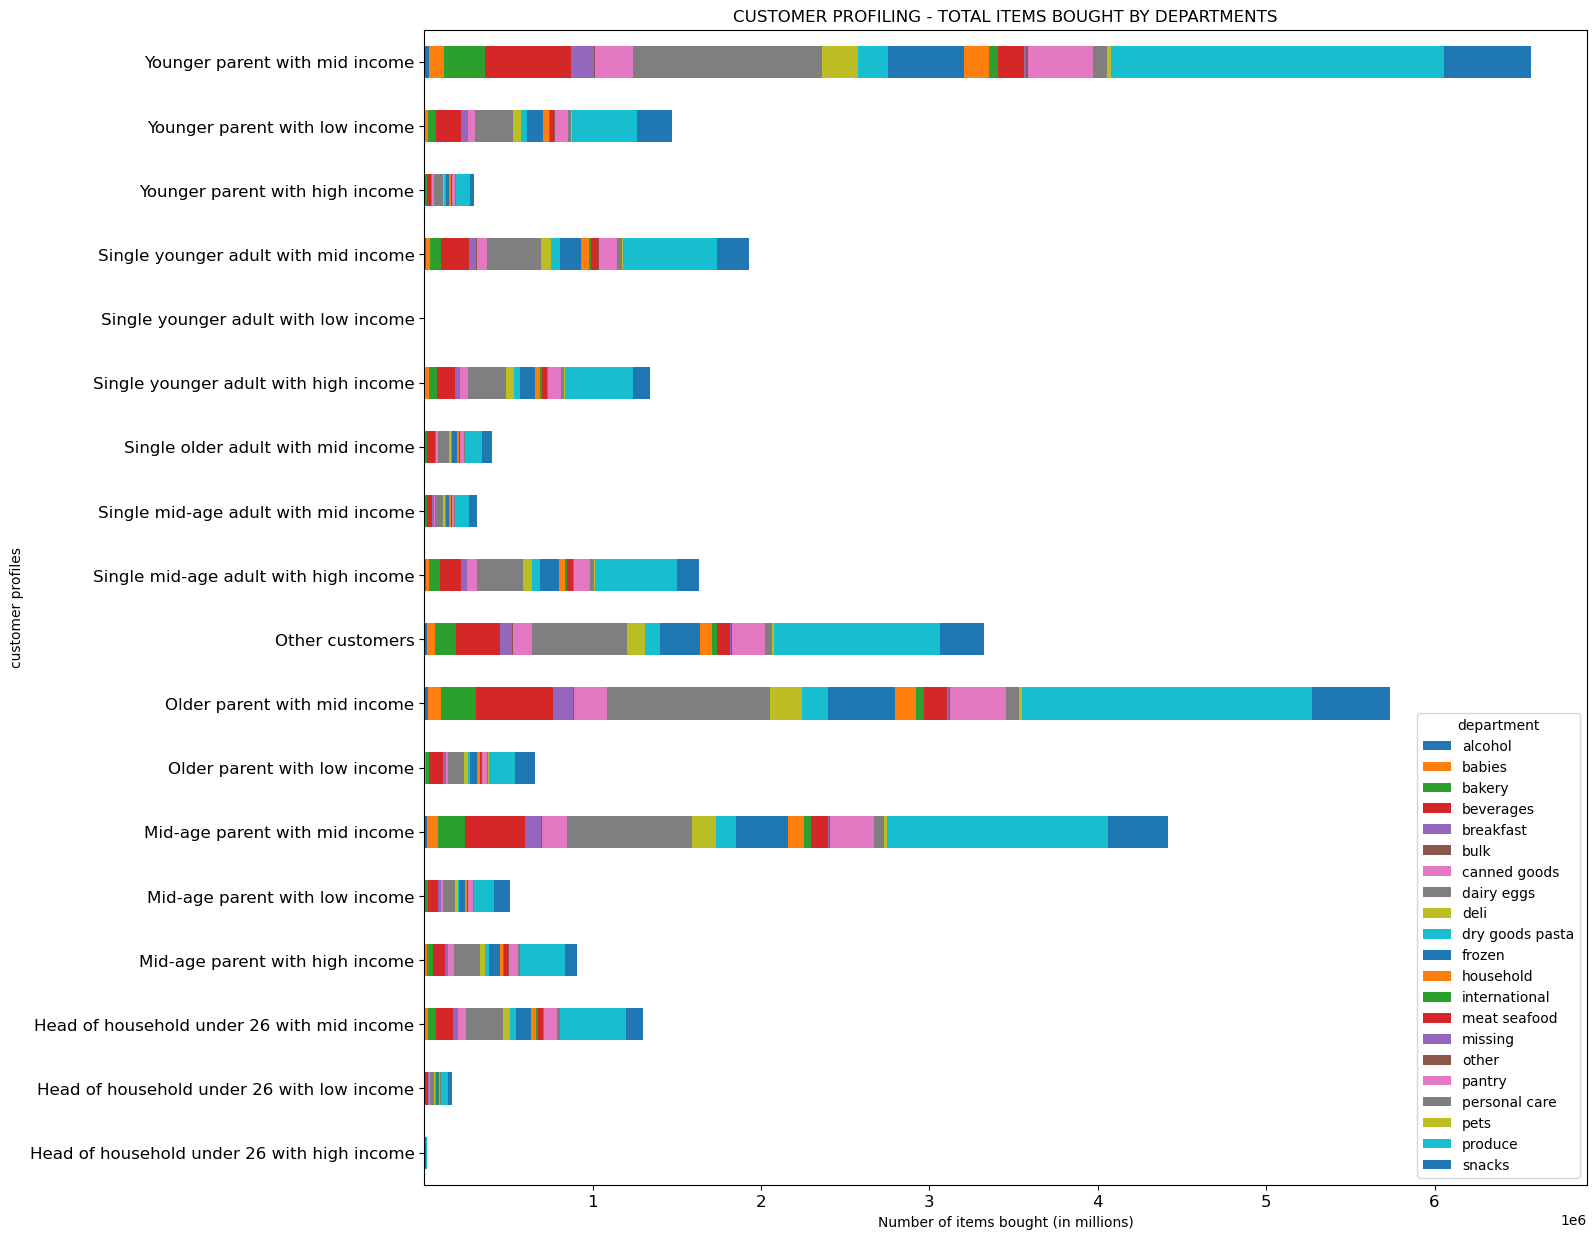 CUSTOMER PROFILING - TOTAL ITEMS BOUGHT BY DEPARTMENTS
customer profiles
Younger parent with mid income
Younger parent with low income
Younger parent with high income
Single younger adult with mid income
Single younger adult with low income
Single younger adult with high income
Single older adult with mid income
Single mid-age adult with mid income
Single mid-age adult with high income
Other customers
Older parent with mid income
Older parent with low income
Mid-age parent with mid income
Mid-age parent with low income
Mid-age parent with high income
Head of household under 26 with mid income
Head of household under 26 with low income
Head of household under 26 with high income
department
alcohol
babies
bakery
beverages
breakfast
bulk
canned goods
dairy eggs
deli
dry goods pasta
frozen
household
international
meat seafood
missing
other
pantry
personal care
pets
produce
snacks
1 2 3 4 5 6
Number of items bought (in millions)
1e6